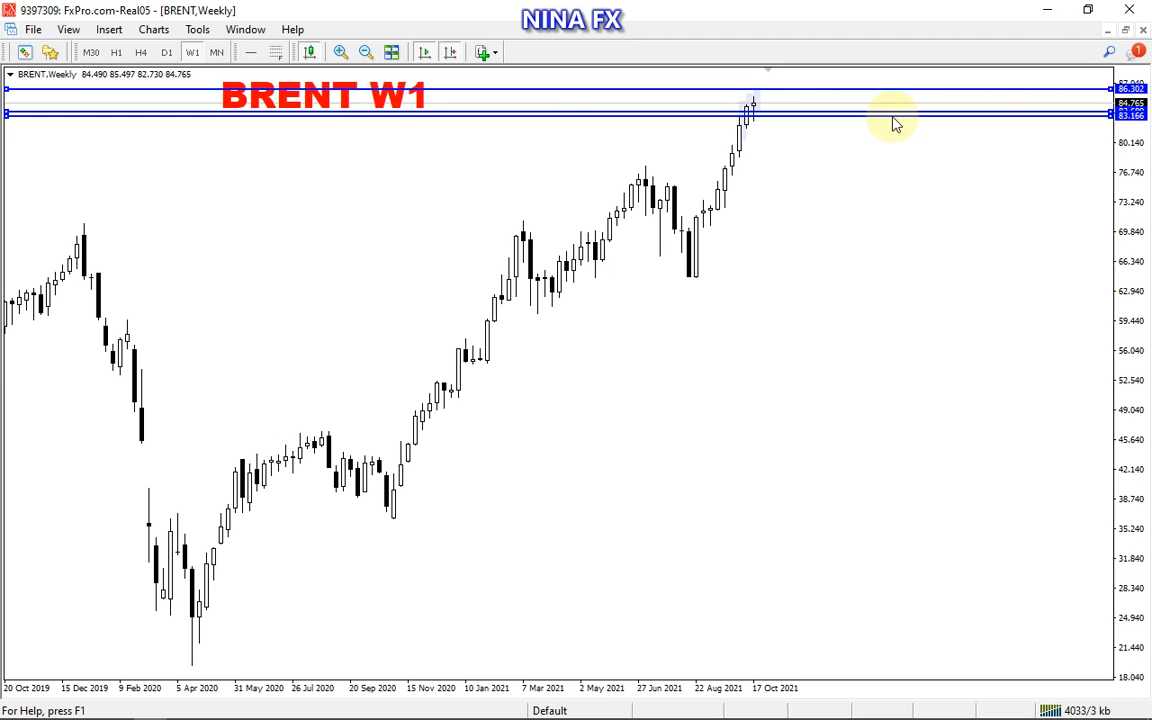 9397309: FxPro.com-Real05 - [BRENT,Weekly]
NINA FX
File View Insert Charts Tools Window Help
M30 H1 H4 D1 W1 MN
1
BRENT,Weekly 84.490 85.497 82.730 84.765
BRENT W1
86.302
84.765
83.166
80.140
76.740
73.240
69.840
66.340
62.940
59.440
56.040
52.540
49.040
45.640
42.140
38.740
35.240
31.840
28.340
24.940
21.440
18.040
20 Oct 2019 15 Dec 2019 9 Feb 2020 5 Apr 2020 31 May 2020 26 Jul 2020 20 Sep 2020 15 Nov 2020 10 Jan 2021 7 Mar 2021 2 May 2021 27 Jun 2021 22 Aug 2021 17 Oct 2021
For Help, press F1
Default
4033/3 kb